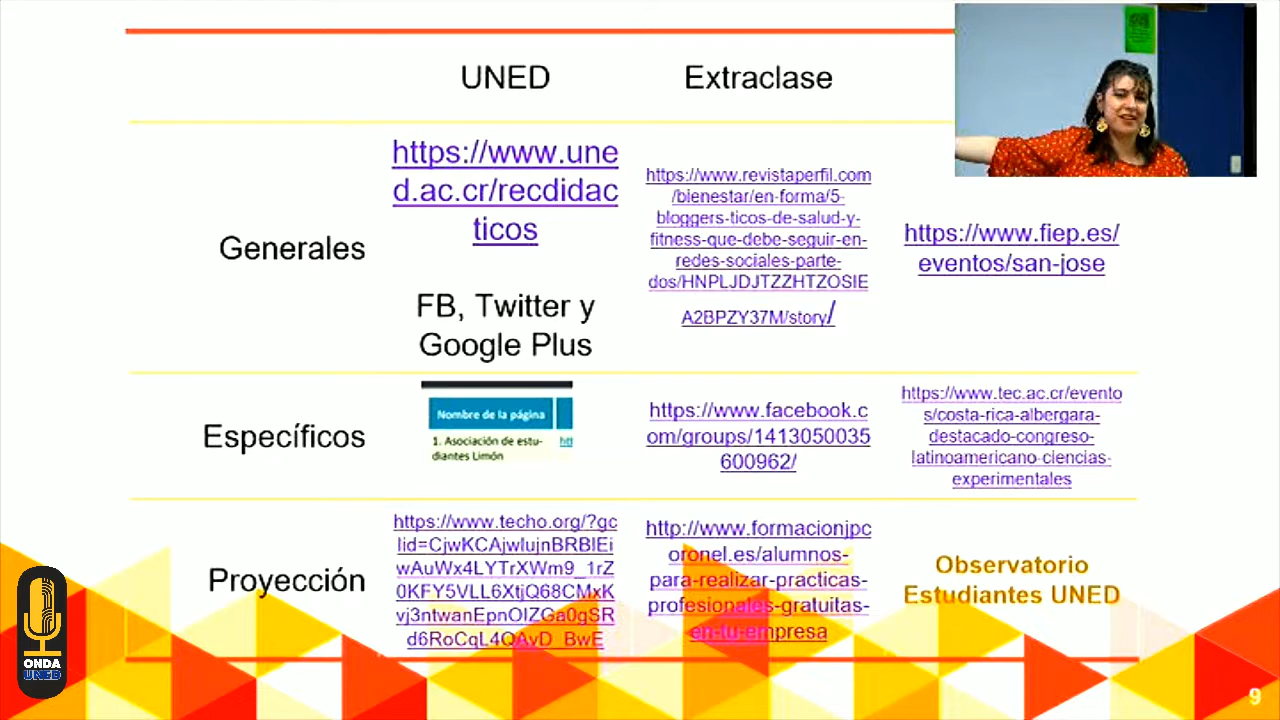 UNED
Extraclase
Generales
https://www.une
d.ac.cr/recdidac
ticos
FB, Twitter y
Google Plus
https://www.revistaperfil.com
/bienestar/en-forma/5-
bloggers-ticos-de-salud-y-
fitness-que-debe-seguir-en-
redes-sociales-parte-
dos/HNPLJDJTZZHTZOSIE
A2BPZY37M/story/
https://www.fiep.es/
eventos/san-jose
Específicos
Nombre de la página
1. Asociación de estu-
diantes Limón
htt
https://www.facebook.c
om/groups/1413050035
600962/
https://www.tec.ac.cr/evento
s/costa-rica-albergara-
destacado-congreso-
latinoamericano-ciencias-
experimentales
Proyección
https://www.techo.org/?gc
lid=CjwKCAjwlujnBRBlEi
wAuWx4LYTrXWm9_1rZ
0KFY5VLL6XtjQ68CMxK
vj3ntwanEpnOlZGa0gSR
d6RoCqL4QAvD_BwE
http://www.formacionjpc
oronel.es/alumnos-
para-realizar-practicas-
profesionales-gratuitas-
en-tu-empresa
Observatorio
Estudiantes UNED
ONDA
UNED
9